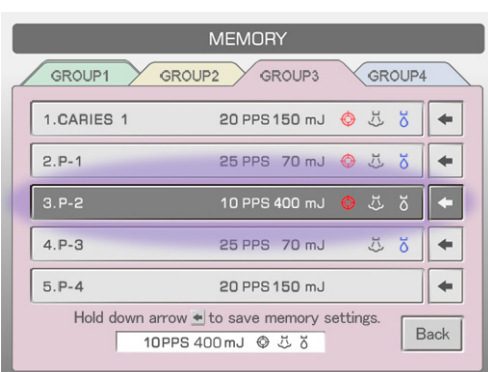 MEMORY
GROUP1 GROUP2 GROUP3 GROUP4
1.CARIES 1 20 PPS 150 mJ
2.P-1 25 PPS 70 mJ
3.P-2 10 PPS 400 mJ
4.P-3 25 PPS 70 mJ
5.P-4 20 PPS 150 mJ
Hold down arrow to save memory settings.
10PPS 400 mJ
Back